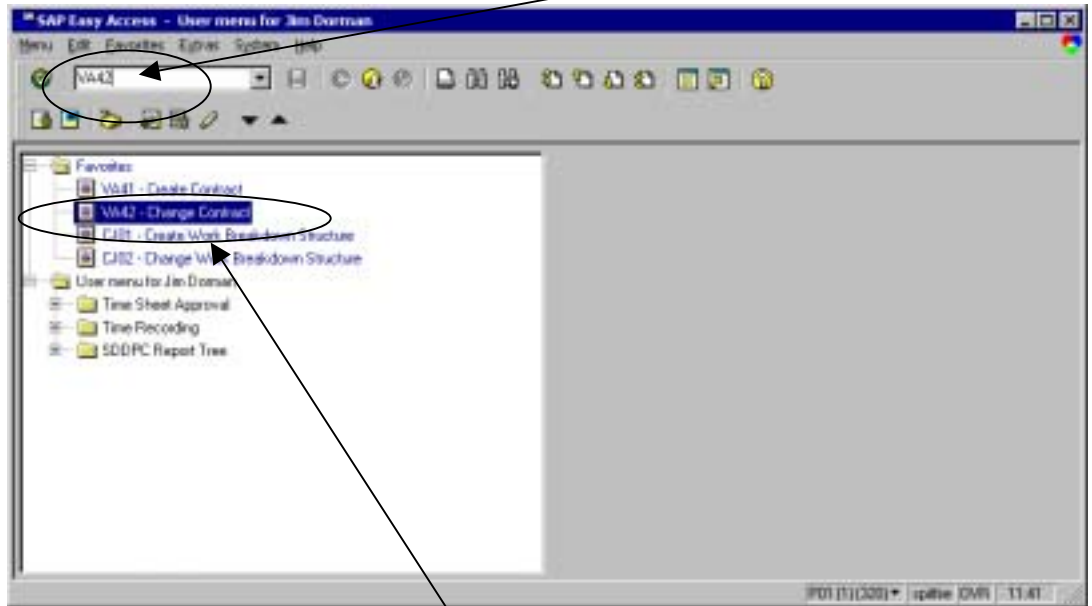 SAP Easy Access - User menu for Jim Dorman
Menu Edit Favorites Extras System Help
VA42
Favorites
VA41 - Create Contract
VA42 - Change Contract
CJ01 - Create Work Breakdown Structure
CJ02 - Change Work Breakdown Structure
User menu for Jim Dorman
Time Sheet Approval
Time Recording
SDDPC Report Tree
P01 (1) (320) OVR 11:41